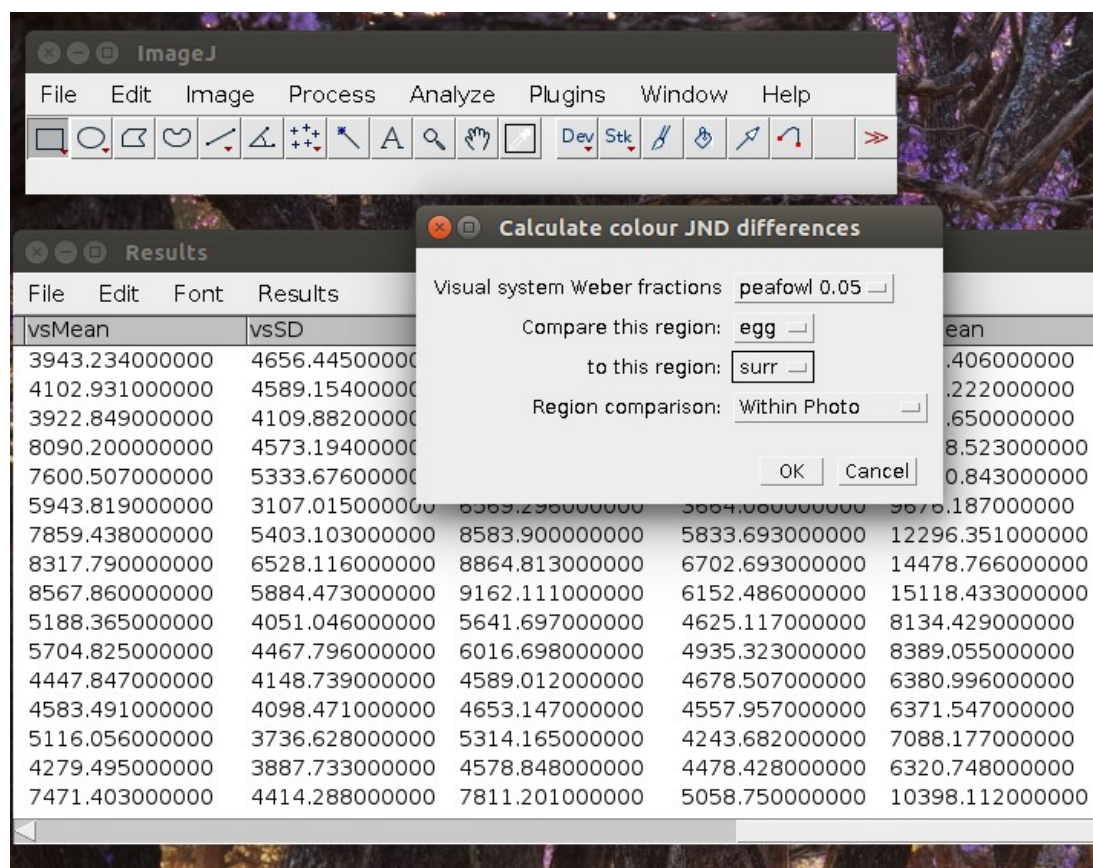 ImageJ
File Edit Image Process Analyze Plugins Window Help
A Dev Stk >>
Calculate colour JND differences
Visual system Weber fractions peafowl 0.05
Compare this region: egg
to this region: surr
Region comparison: Within Photo
OK Cancel
Results
File Edit Font Results
vsMean vsSD ean
3943.234000000 4656.44500000 .406000000
4102.931000000 4589.15400000 .222000000
3922.849000000 4109.88200000 .650000000
8090.200000000 4573.19400000 8.523000000
7600.507000000 5333.67600000 0.843000000
5943.819000000 3107.015000000 6569.296000000 3664.080000000 9676.187000000
7859.438000000 5403.103000000 8583.900000000 5833.693000000 12296.351000000
8317.790000000 6528.116000000 8864.813000000 6702.693000000 14478.766000000
8567.860000000 5884.473000000 9162.111000000 6152.486000000 15118.433000000
5188.365000000 4051.046000000 5641.697000000 4625.117000000 8134.429000000
5704.825000000 4467.796000000 6016.698000000 4935.323000000 8389.055000000
4447.847000000 4148.739000000 4589.012000000 4678.507000000 6380.996000000
4583.491000000 4098.471000000 4653.147000000 4557.957000000 6371.547000000
5116.056000000 3736.628000000 5314.165000000 4243.682000000 7088.177000000
4279.495000000 3887.733000000 4578.848000000 4478.428000000 6320.748000000
7471.403000000 4414.288000000 7811.201000000 5058.750000000 10398.112000000